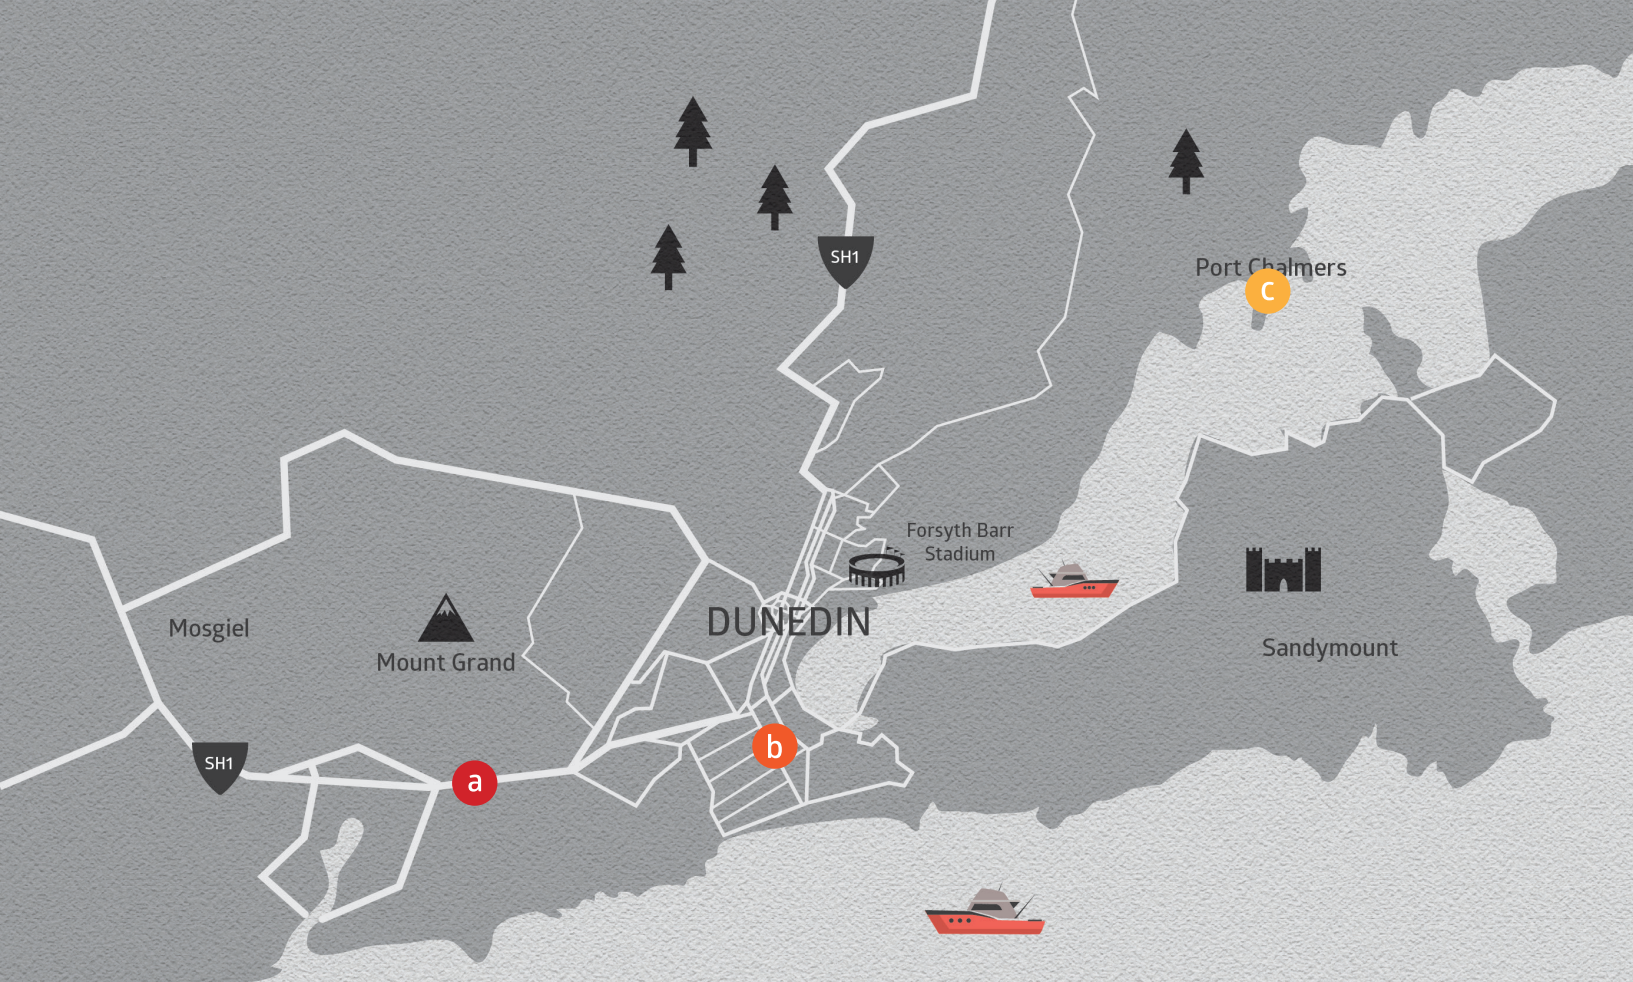 SH1
Port Chalmers
c
Forsyth Barr
Stadium
DUNEDIN
Mosgiel
Mount Grand
Sandymount
b
SH1
a